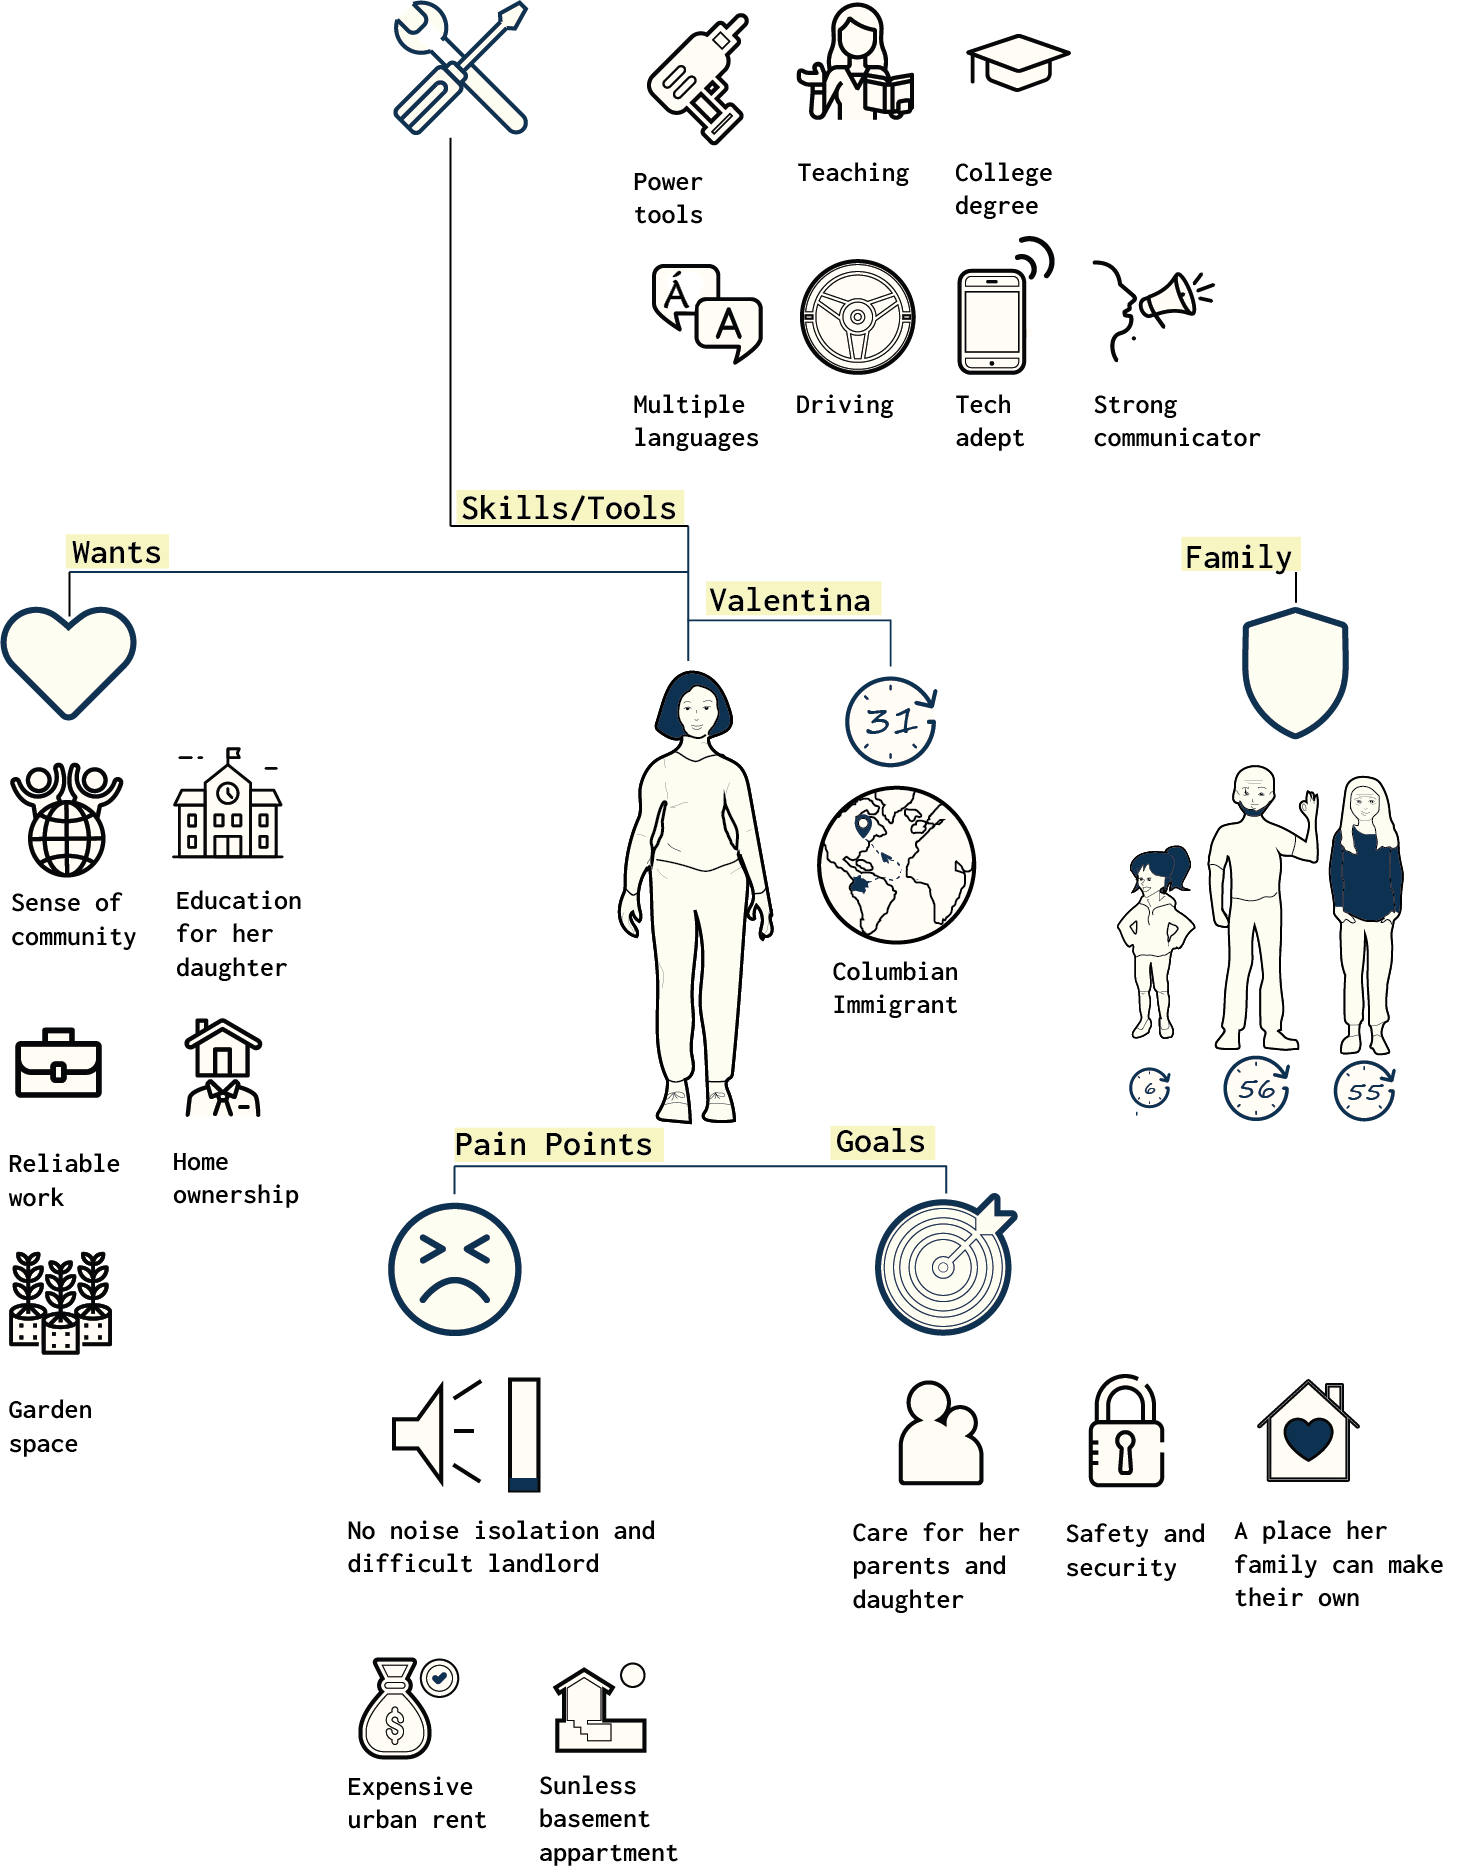 Power
tools
Teaching
College
degree
Á
A
Multiple
languages
Driving
Tech
adept
Strong
communicator
Skills/Tools
Wants
Valentina
Family
31
Sense of
community
Education
for her
daughter
Columbian
Immigrant
Reliable
work
Home
ownership
6
56
55
Pain Points
Goals
Garden
space
No noise isolation and
difficult landlord
Care for her
parents and
daughter
Safety and
security
A place her
family can make
their own
$
Expensive
urban rent
Sunless
basement
appartment